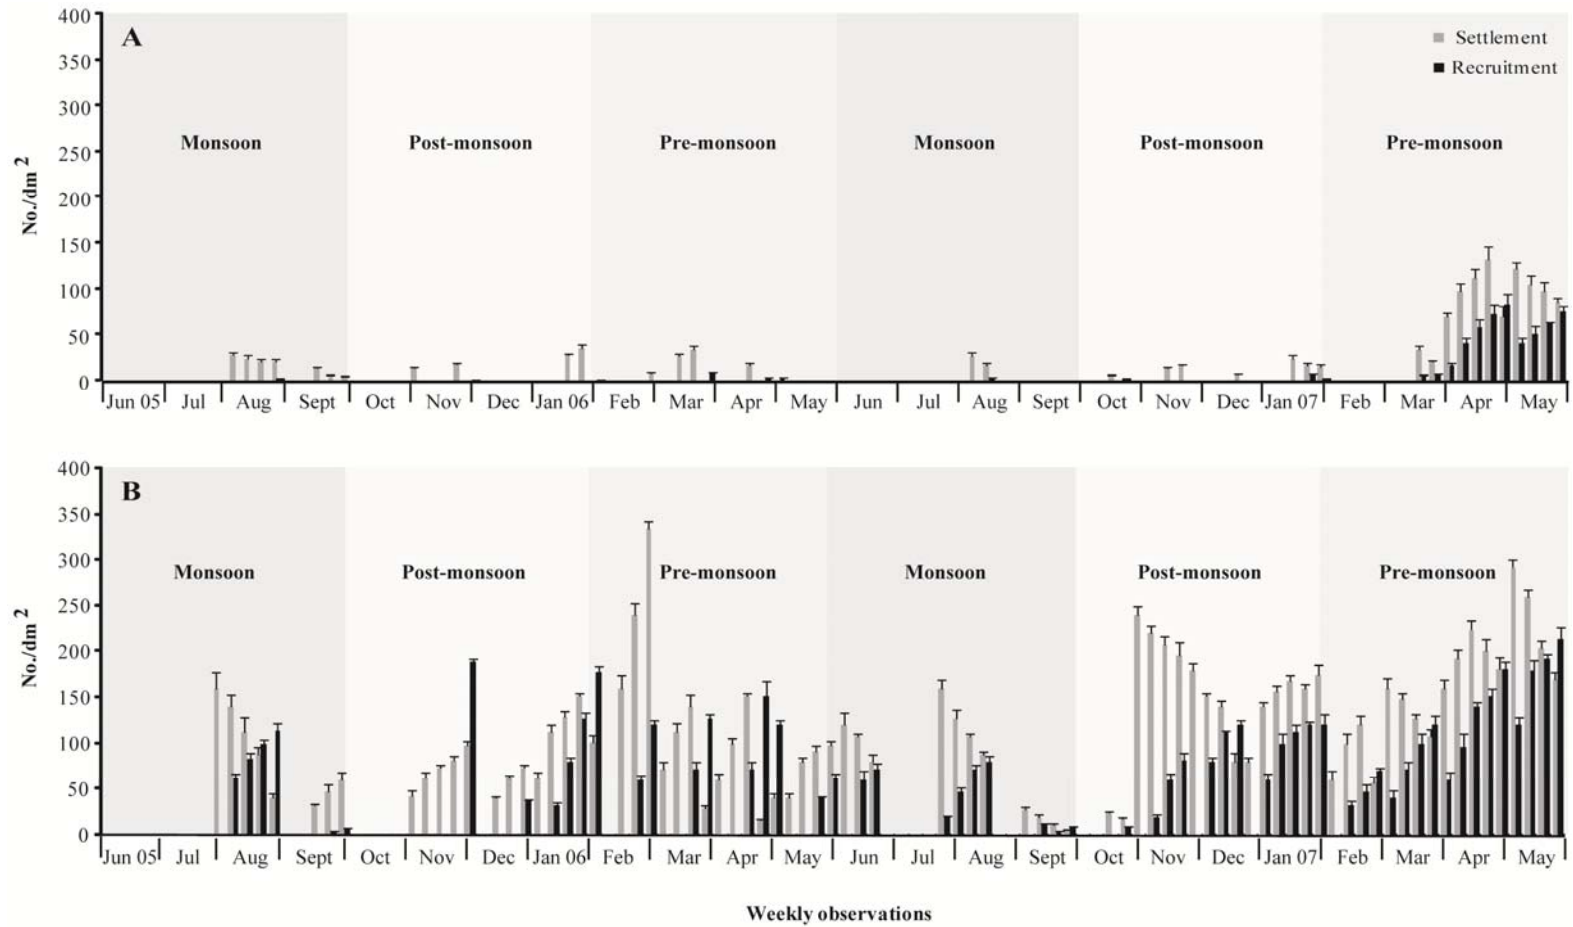 A
Settlement
Recruitment
400
350
300
250
200
150
100
50
0
No./dm 2
Monsoon Post-monsoon Pre-monsoon Monsoon Post-monsoon Pre-monsoon
Jun 05 Jul Aug Sept Oct Nov Dec Jan 06 Feb Mar Apr May Jun Jul Aug Sept Oct Nov Dec Jan 07 Feb Mar Apr May
B
400
350
300
250
200
150
100
50
0
No./dm 2
Monsoon Post-monsoon Pre-monsoon Monsoon Post-monsoon Pre-monsoon
Jun 05 Jul Aug Sept Oct Nov Dec Jan 06 Feb Mar Apr May Jun Jul Aug Sept Oct Nov Dec Jan 07 Feb Mar Apr May
Weekly observations